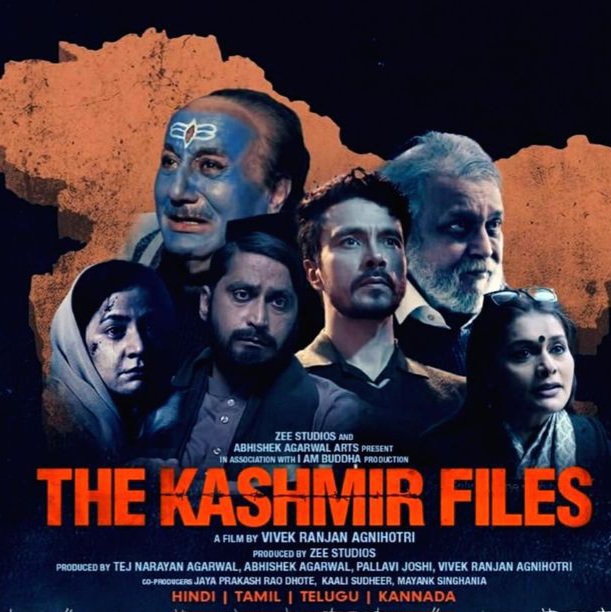 ZEE STUDIOS AND
ABHISHEK AGARWAL ARTS PRESENT
IN ASSOCIATION WITH I AM BUDDHA PRODUCTION
THE KASHMIR FILES
A FILM BY VIVEK RANJAN AGNIHOTRI
PRODUCED BY ZEE STUDIOS
PRODUCED BY TEJ NARAYAN AGARWAL, ABHISHEK AGARWAL, PALLAVI JOSHI, VIVEK RANJAN AGNIHOTRI
CO-PRODUCERS JAYA PRAKASH RAO DHOTE, KAALI SUDHEER, MAYANK SINGHANIA
HINDI | TAMIL | TELUGU | KANNADA